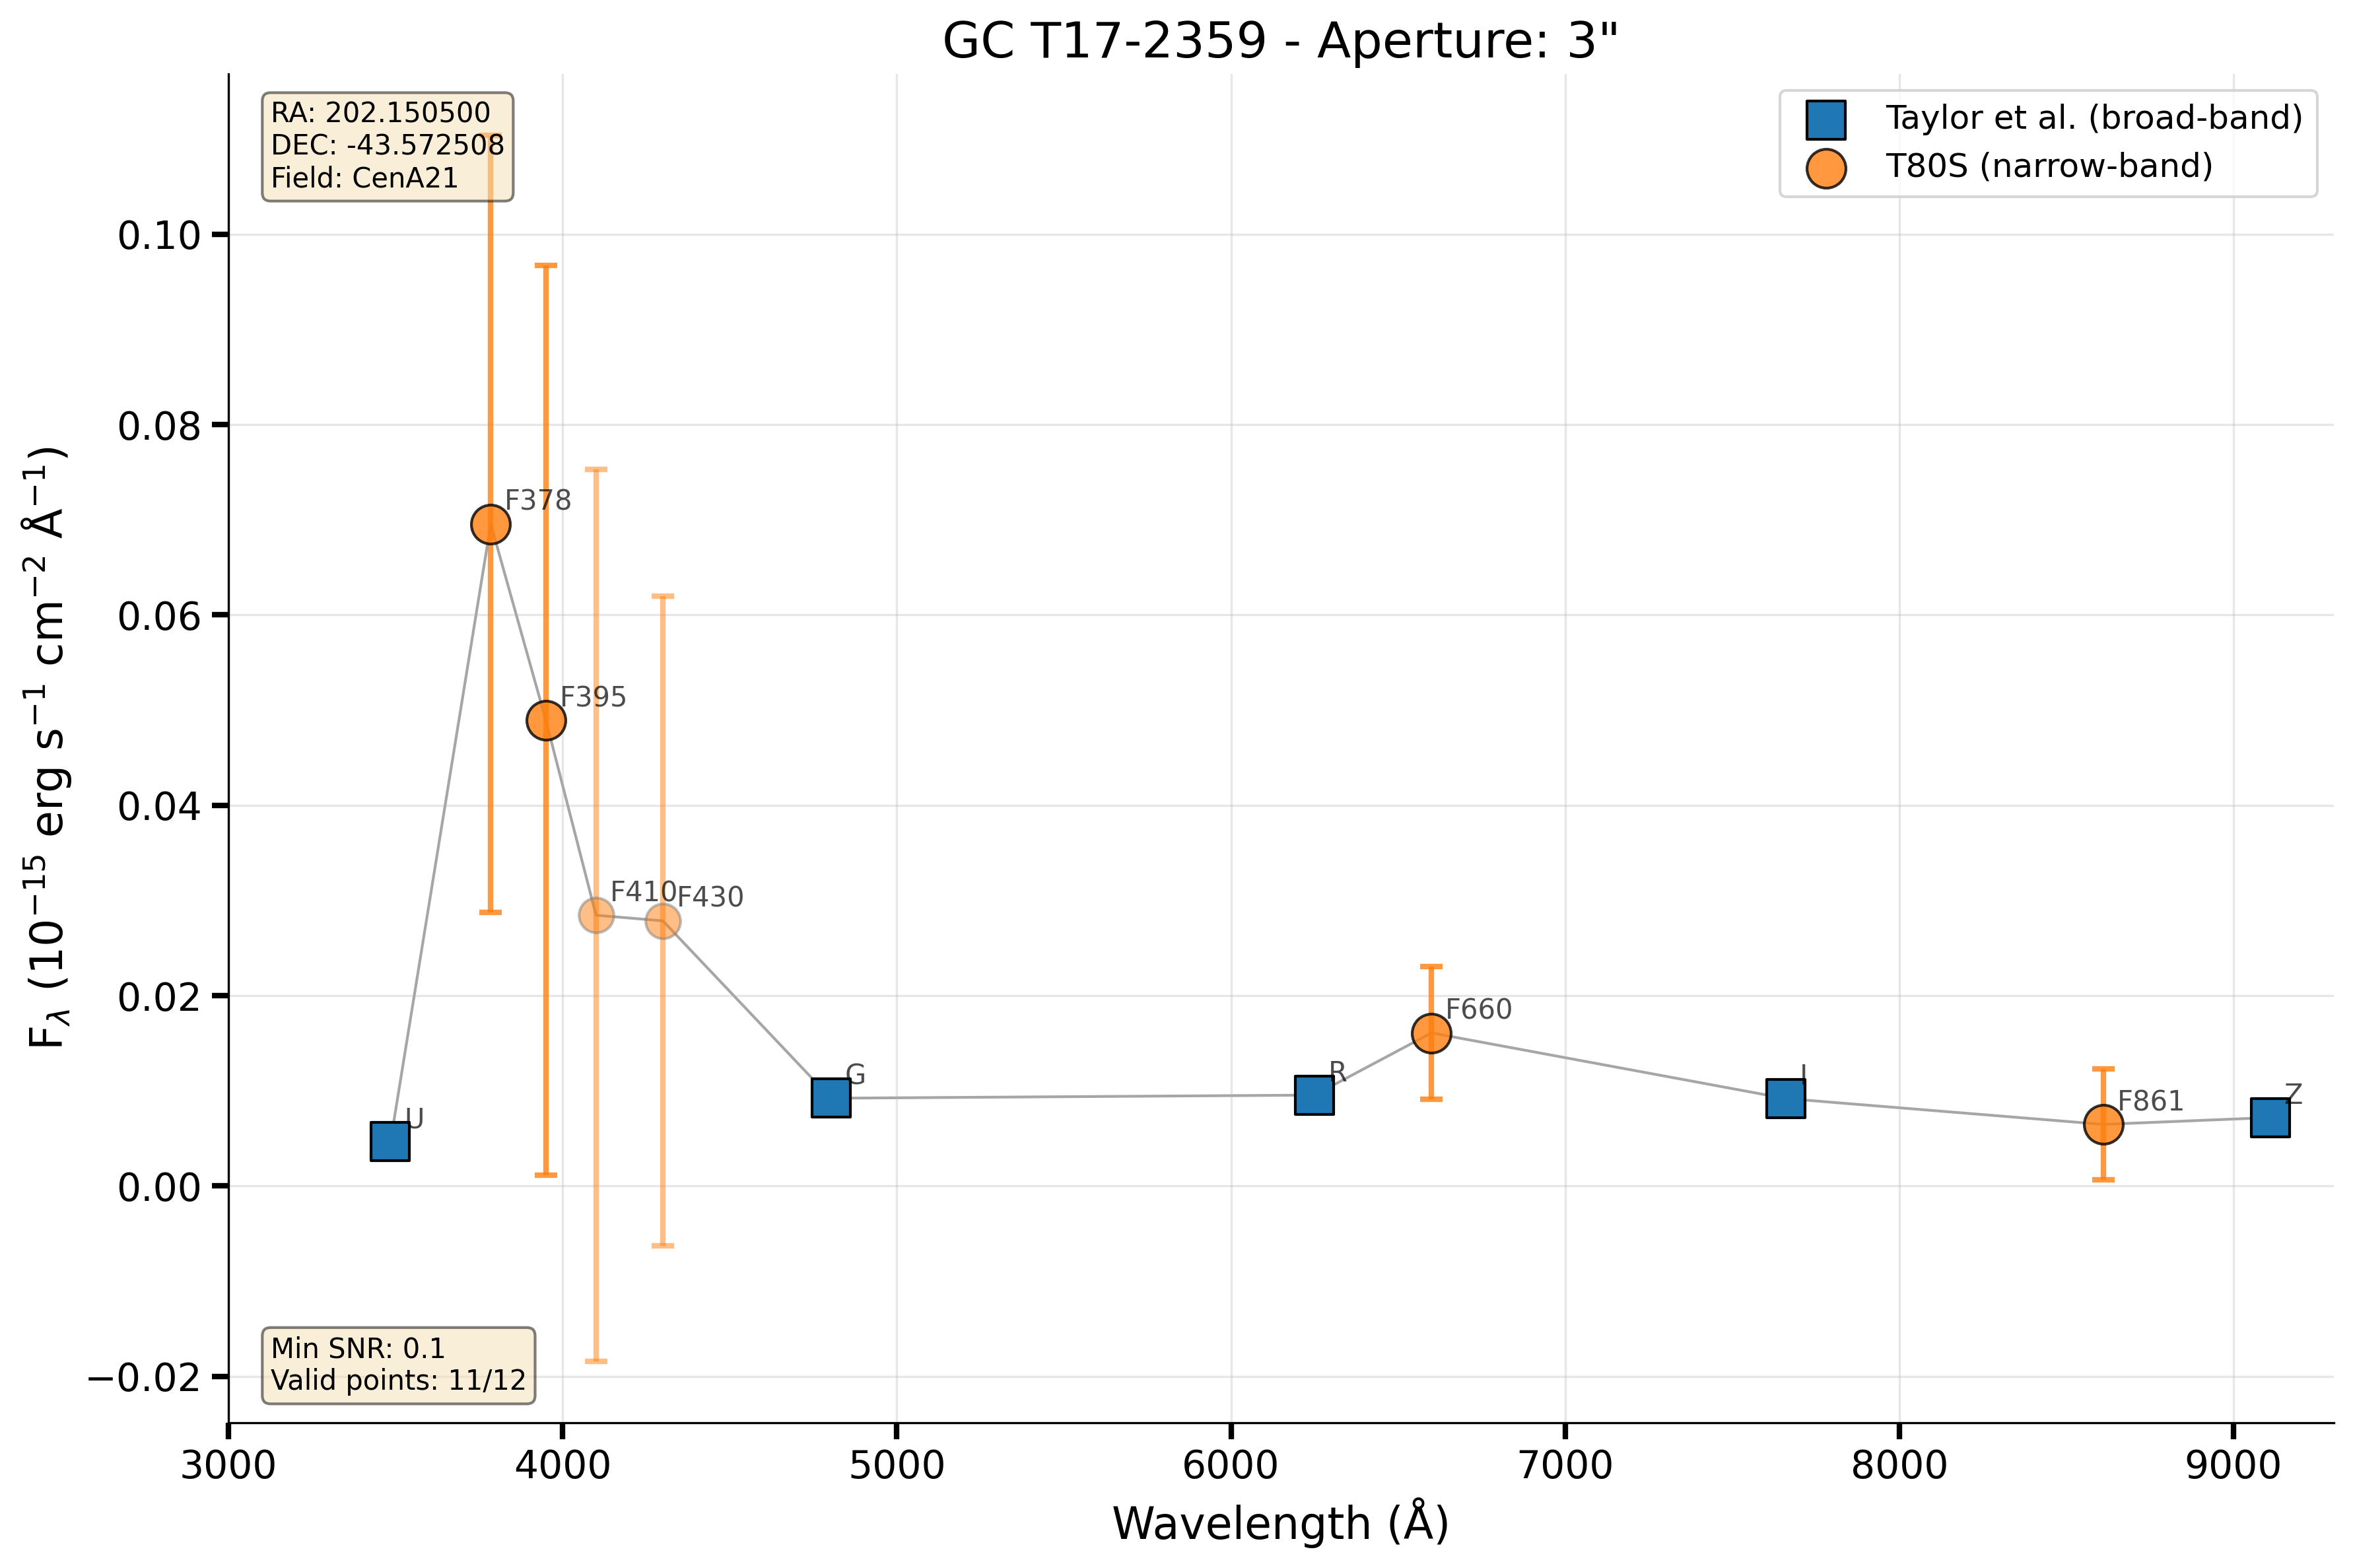 GC T17-2359 - Aperture: 3"
RA: 202.150500
DEC: -43.572508
Field: CenA21
Taylor et al. (broad-band)
T80S (narrow-band)
0.10
0.08
0.06
0.04
0.02
0.00
−0.02
F_λ (10⁻¹⁵ erg s⁻¹ cm⁻² Å⁻¹)
F378
F395
F410
F430
U
G
R
F660
I
F861
Z
Min SNR: 0.1
Valid points: 11/12
3000 4000 5000 6000 7000 8000 9000
Wavelength (Å)